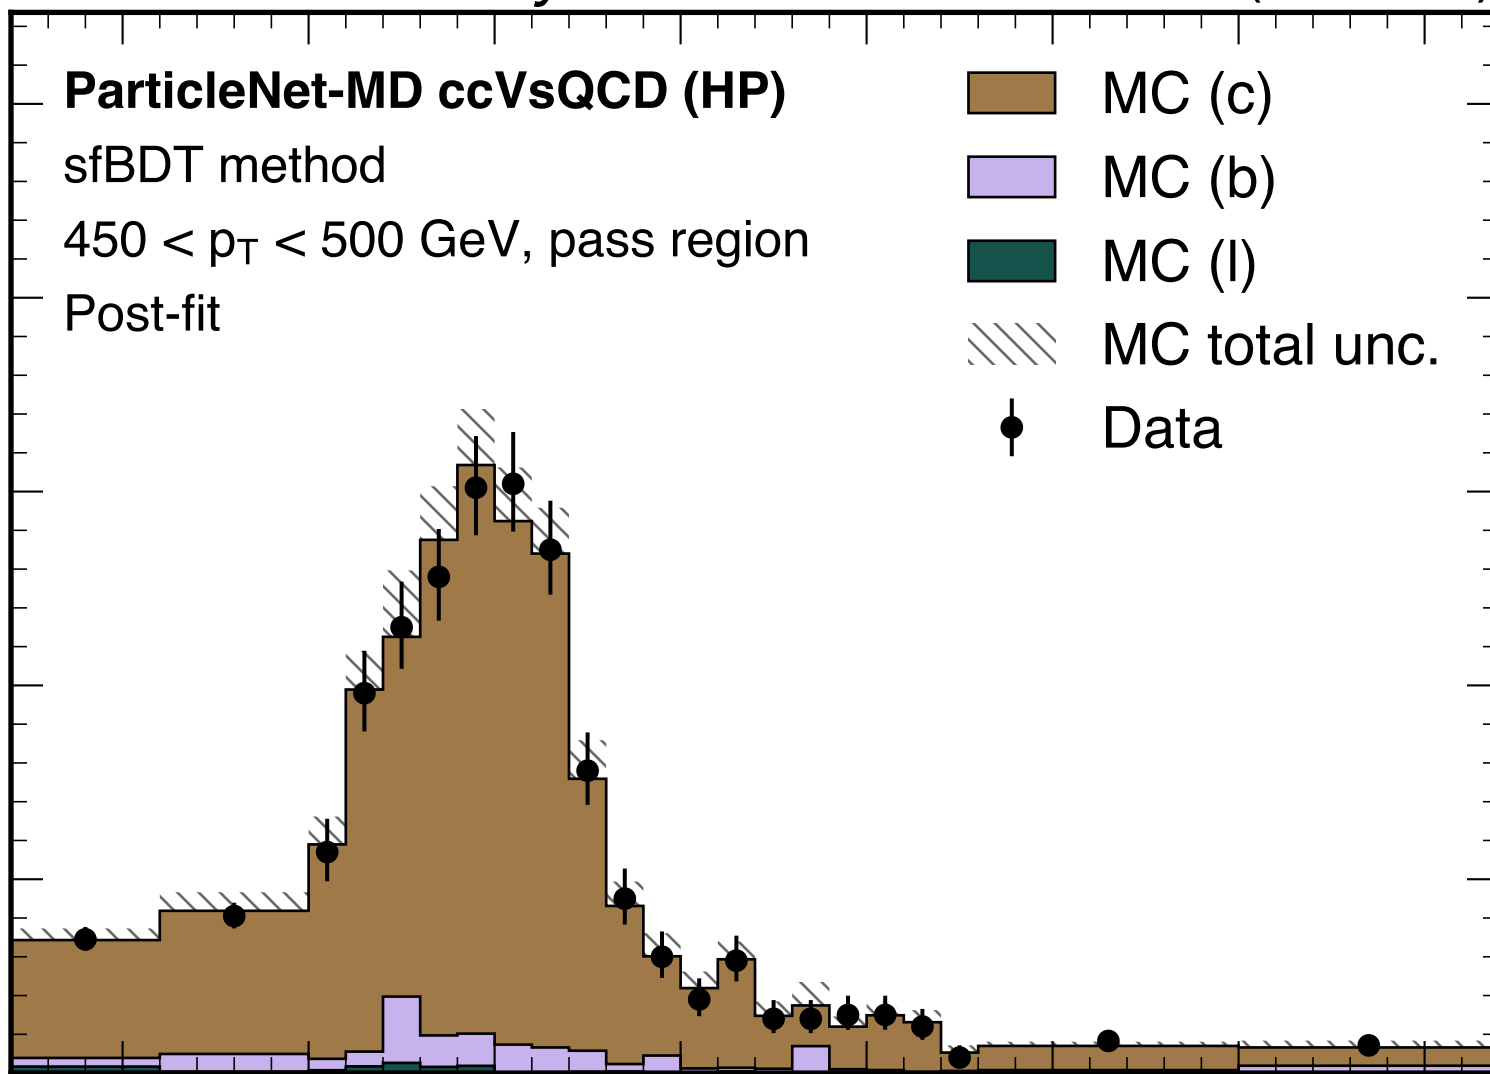 ParticleNet-MD ccVsQCD (HP)
sfBDT method
450 < pT < 500 GeV, pass region
Post-fit
MC (c)
MC (b)
MC (l)
MC total unc.
Data